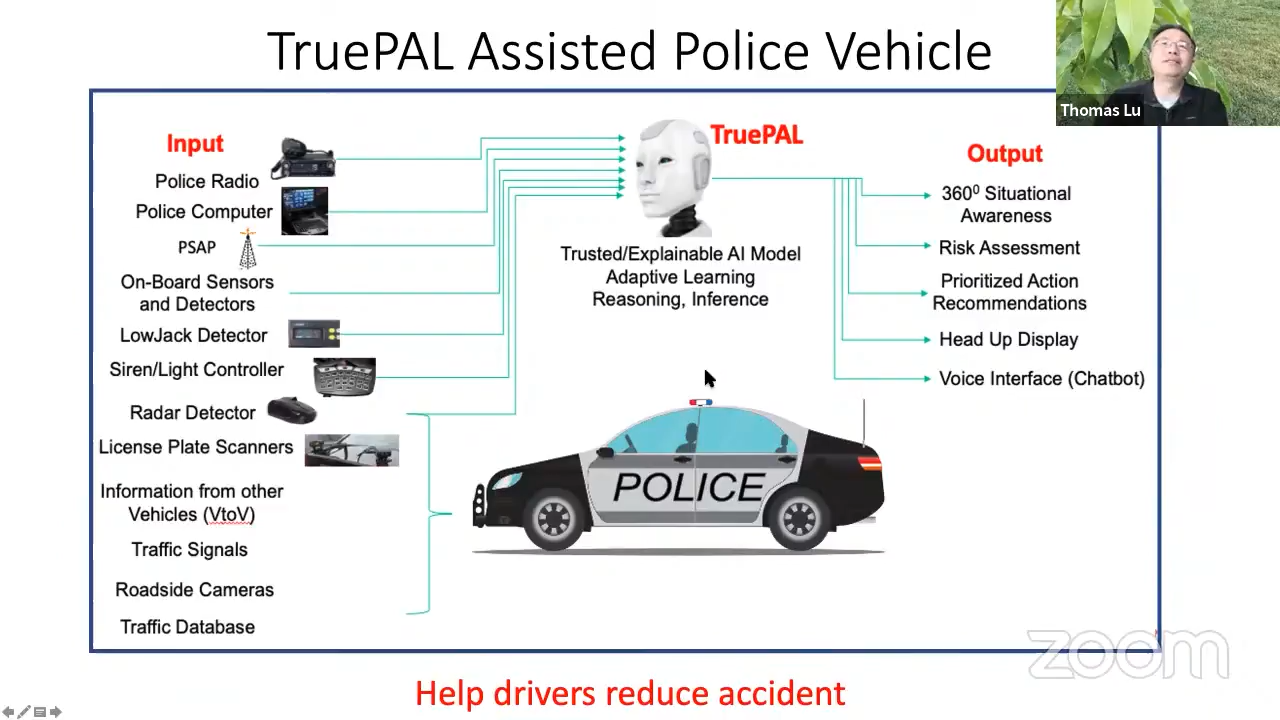 TruePAL Assisted Police Vehicle
Thomas Lu
Input
Police Radio
Police Computer
PSAP
On-Board Sensors
and Detectors
LowJack Detector
Siren/Light Controller
Radar Detector
License Plate Scanners
Information from other
Vehicles (VtoV)
Traffic Signals
Roadside Cameras
Traffic Database
TruePAL
Trusted/Explainable AI Model
Adaptive Learning
Reasoning, Inference
POLICE
Output
360⁰ Situational
Awareness
Risk Assessment
Prioritized Action
Recommendations
Head Up Display
Voice Interface (Chatbot)
zoom
Help drivers reduce accident